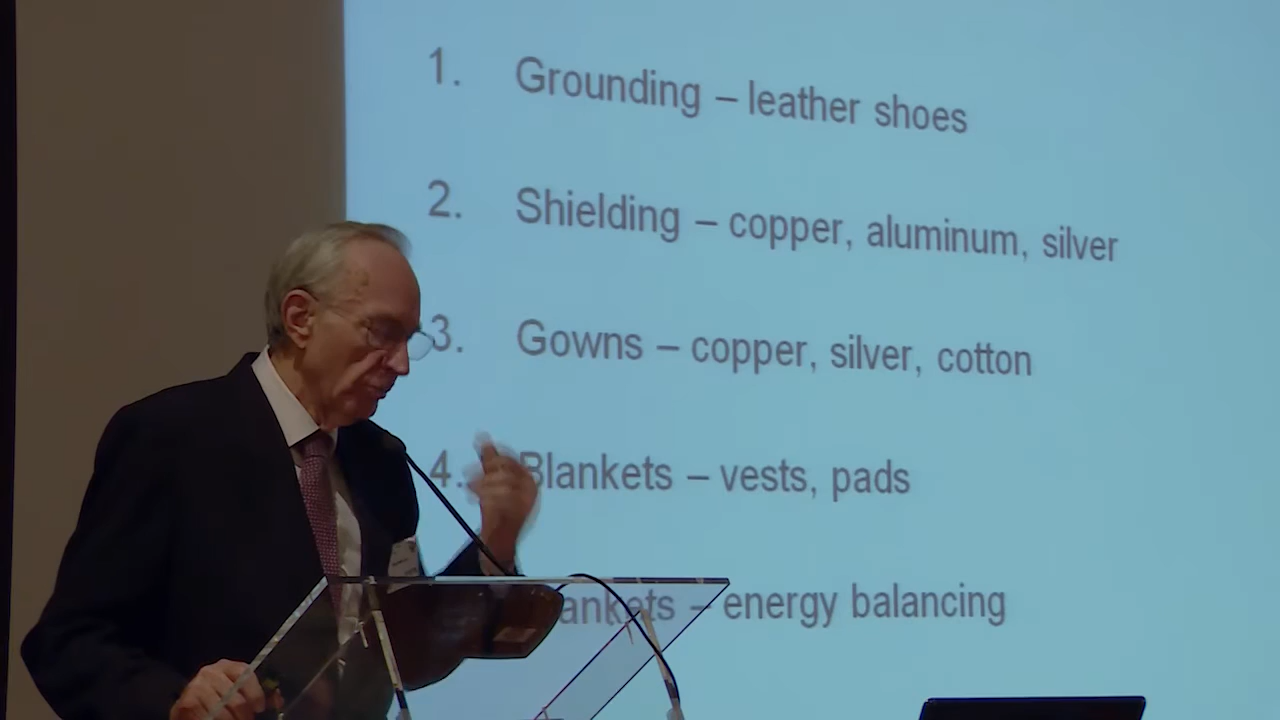 1. Grounding – leather shoes
2. Shielding – copper, aluminum, silver
3. Gowns – copper, silver, cotton
4. Blankets – vests, pads
– energy balancing